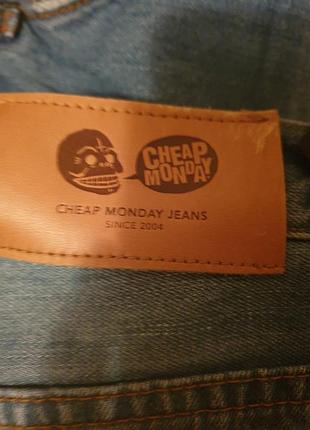 CHEAP
MONDAY
CHEAP MONDAY JEANS
SINCE 2004